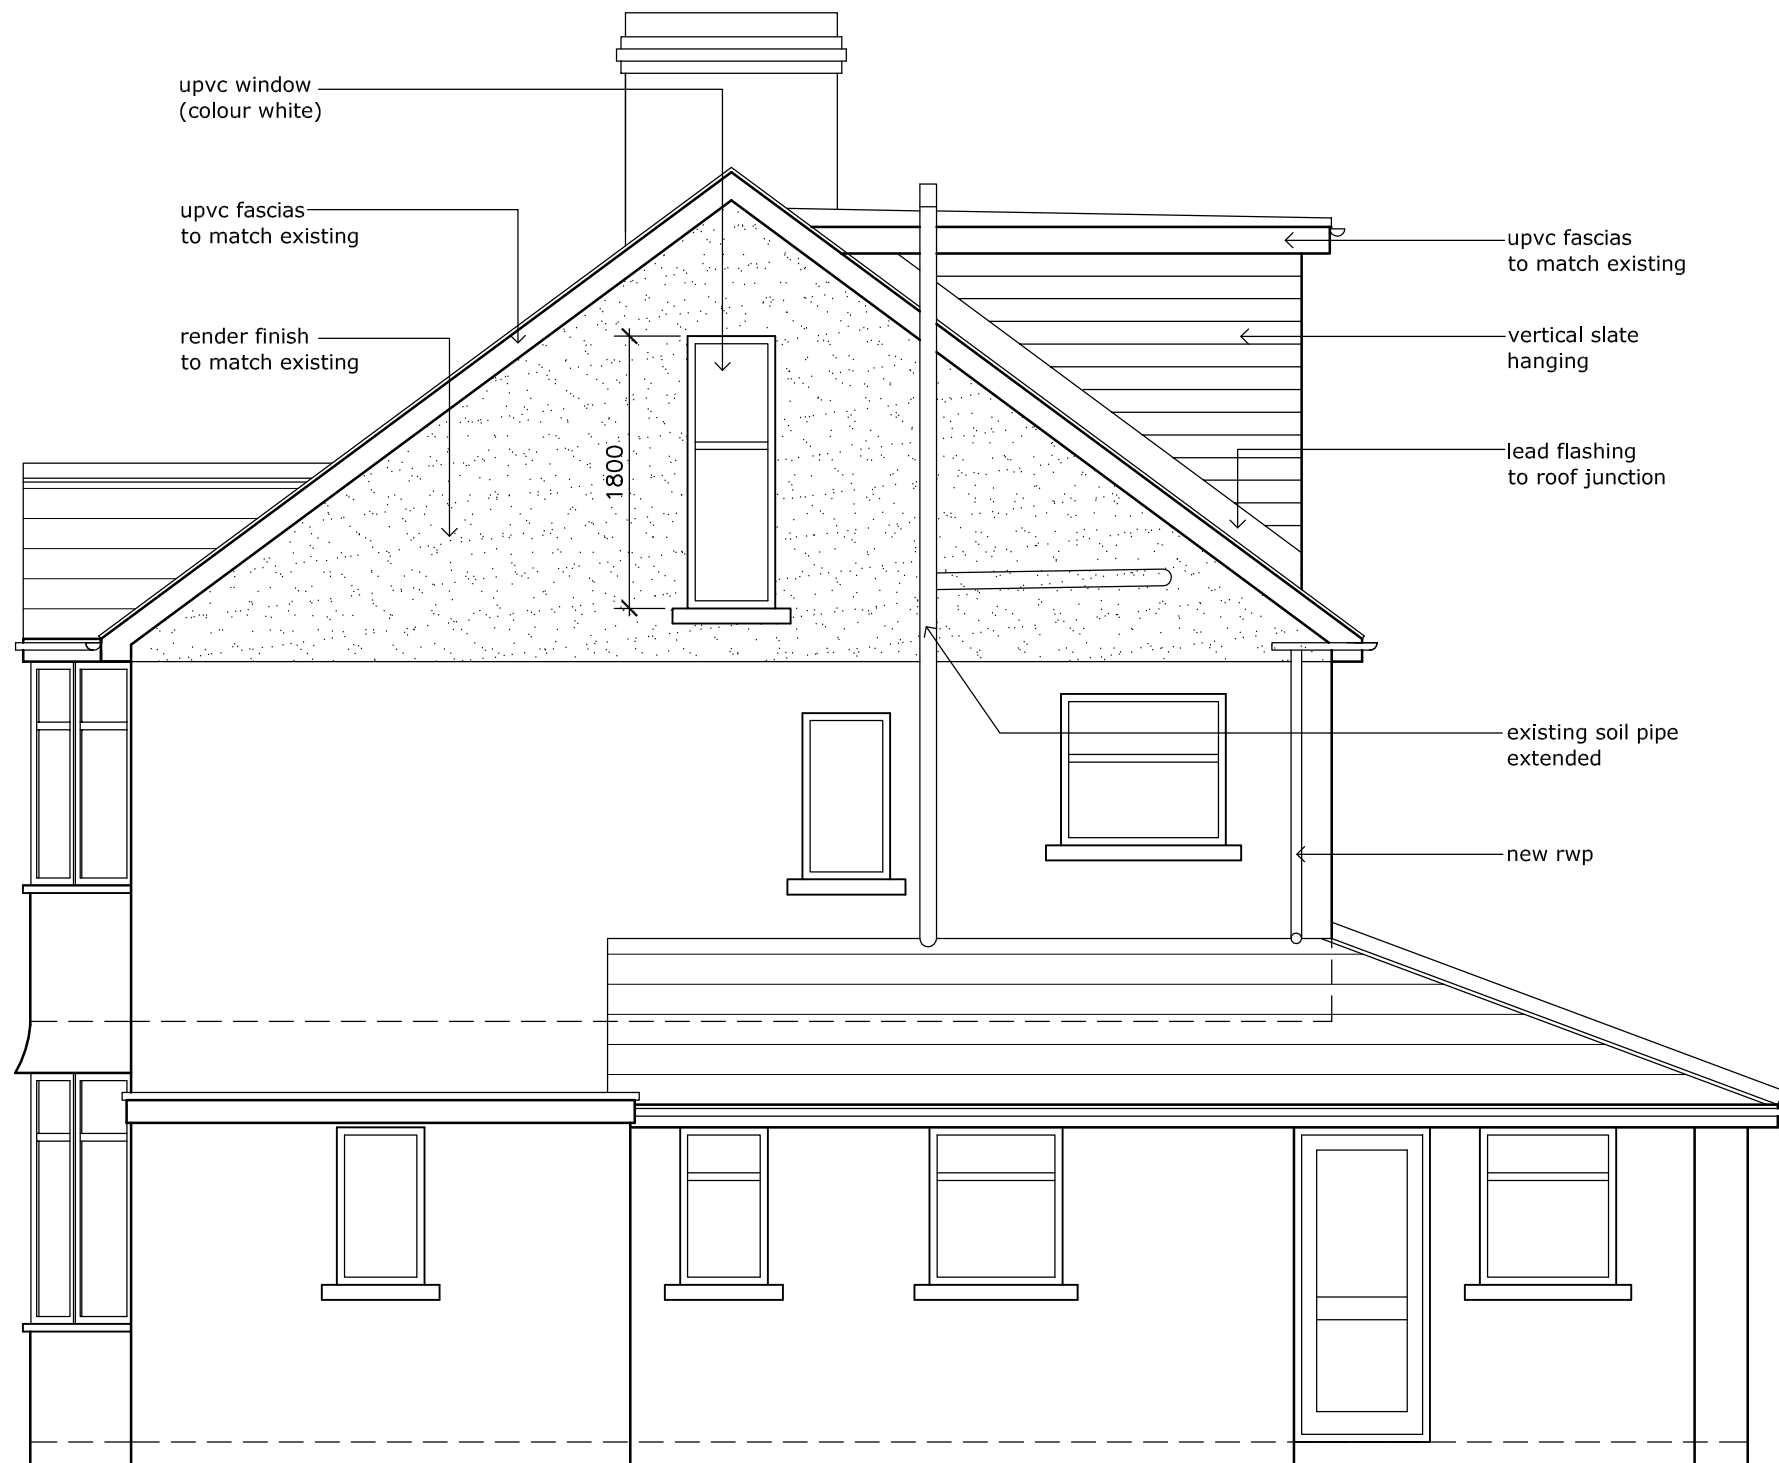 upvc window
(colour white)
upvc fascias
to match existing
render finish
to match existing
1800
upvc fascias
to match existing
vertical slate
hanging
lead flashing
to roof junction
existing soil pipe
extended
new rwp